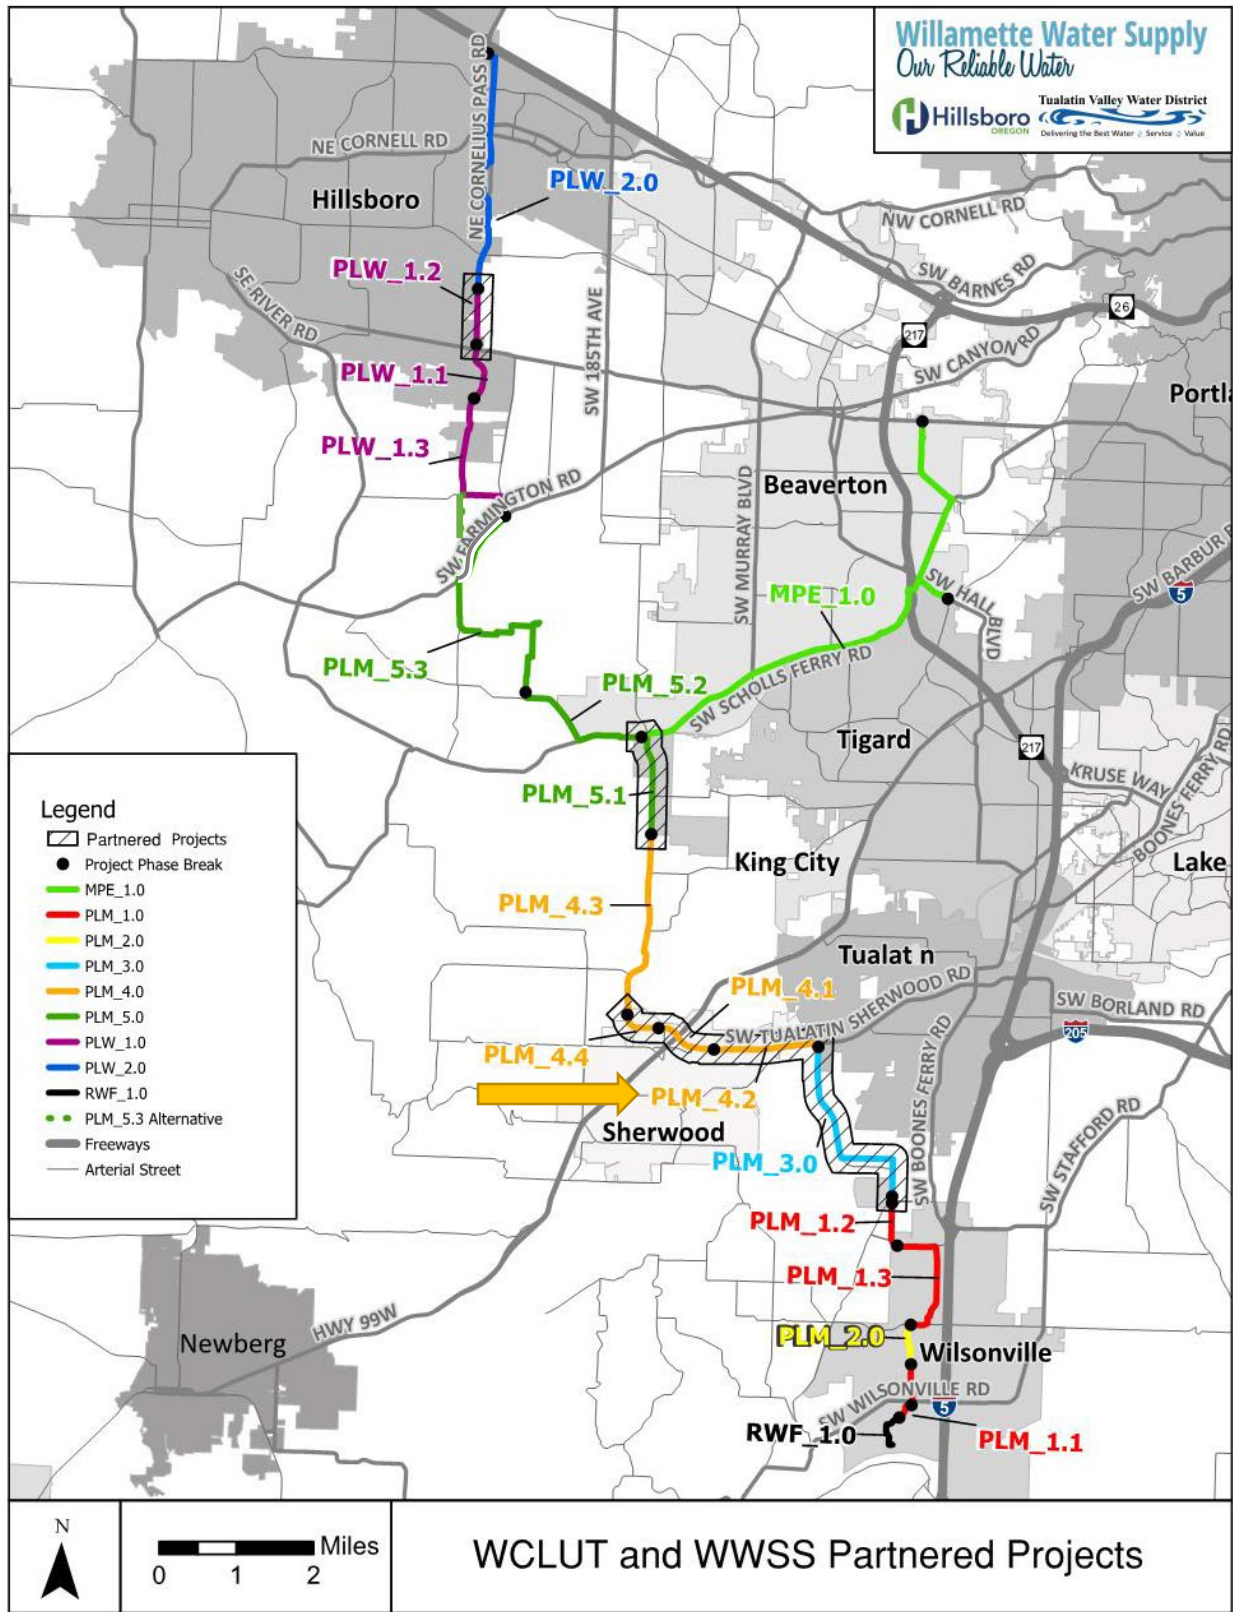 Willamette Water Supply
Our Reliable Water
Hillsboro
OREGON
Tualatin Valley Water District
Delivering the Best Water Service Value
NE CORNELIUS PASS RD
NE CORNELL RD
PLW_2.0
Hillsboro
NW CORNELL RD
PLW_1.2
SW BARNES RD
SE RIVER RD
26
217
SW 185TH AVE
SW CANYON RD
PLW_1.1
Portla
PLW_1.3
SW MURRAY BLVD
Beaverton
SW FARMINGTON RD
SW BARBUR R
5
SW HALL BLVD
MPE_1.0
PLM_5.3
PLM_5.2
SW SCHOLLS FERRY RD
Tigard
217
KRUSE WAY
BOONES FERRY RD
PLM_5.1
King City
Lake
PLM_4.3
Tualat n
PLM_4.1
SW TUALATIN SHERWOOD RD
SW BORLAND RD
205
PLM_4.4
PLM_4.2
SW BOONES FERRY RD
SW STAFFORD RD
Sherwood
PLM_3.0
PLM_1.2
PLM_1.3
HWY 99W
Newberg
PLM_2.0
Wilsonville
SW WILSONVILLE RD
5
RWF_1.0
PLM_1.1
Legend
Partnered Projects
Project Phase Break
MPE_1.0
PLM_1.0
PLM_2.0
PLM_3.0
PLM_4.0
PLM_5.0
PLW_1.0
PLW_2.0
RWF_1.0
PLM_5.3 Alternative
Freeways
Arterial Street
N
Miles
0 1 2
WCLUT and WWSS Partnered Projects